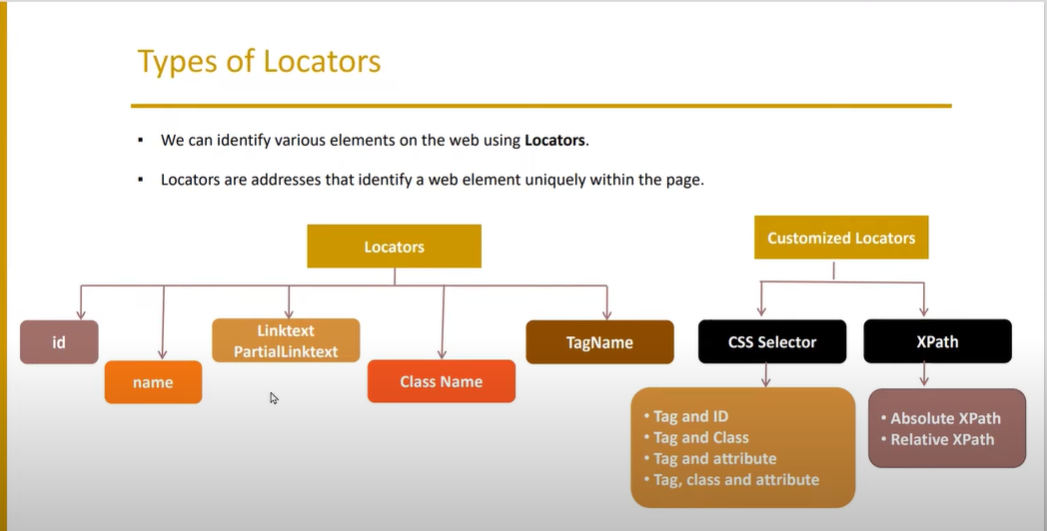 Types of Locators
▪ We can identify various elements on the web using Locators.
▪ Locators are addresses that identify a web element uniquely within the page.
Locators
Customized Locators
id
name
Linktext
PartialLinktext
Class Name
TagName
CSS Selector
XPath
• Tag and ID
• Tag and Class
• Tag and attribute
• Tag, class and attribute
• Absolute XPath
• Relative XPath